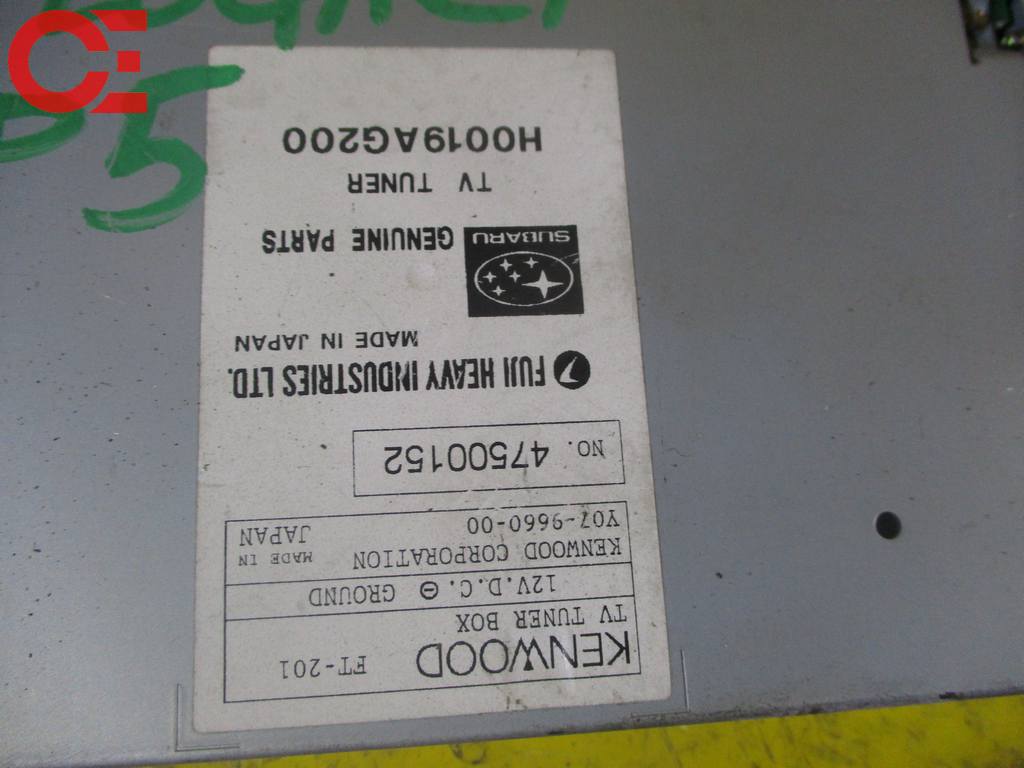 KENWOOD FT-201
TV TUNER BOX
12V.D.C. ⊖ GROUND
KENWOOD CORPORATION MADE IN
Y07-9660-00 JAPAN
NO. 47500152
FUJI HEAVY INDUSTRIES LTD.
MADE IN JAPAN
SUBARU GENUINE PARTS
TV TUNER
H0019AG200
CE